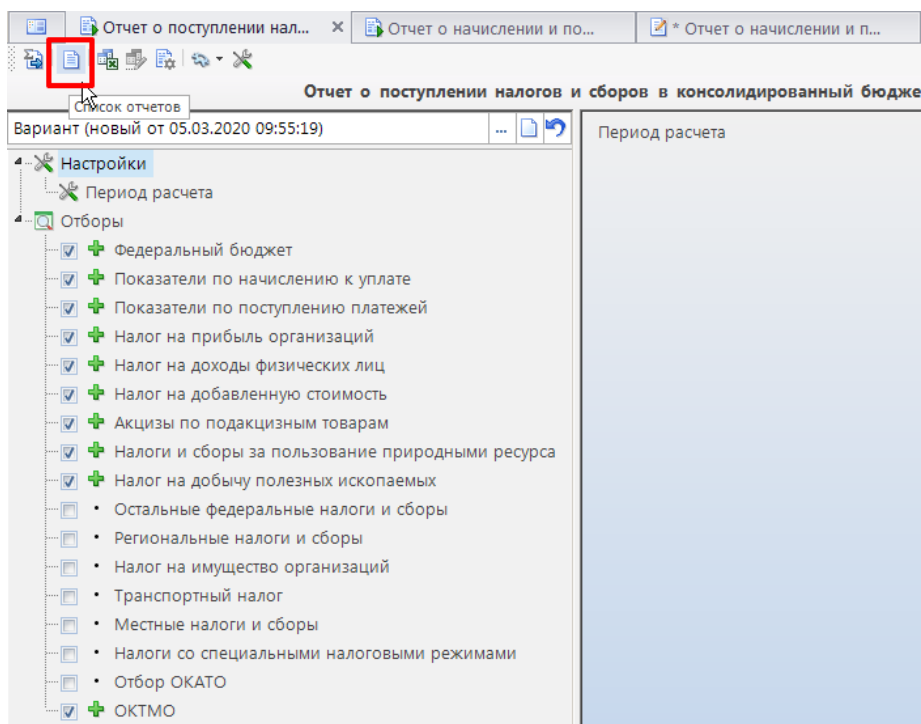 Отчет о поступлении нал...
Отчет о начислении и по...
* Отчет о начислении и п...
Список отчетов
Отчет о поступлении налогов и сборов в консолидированный бюдже
Вариант (новый от 05.03.2020 09:55:19)
...
Период расчета
Настройки
Период расчета
Отборы
Федеральный бюджет
Показатели по начислению к уплате
Показатели по поступлению платежей
Налог на прибыль организаций
Налог на доходы физических лиц
Налог на добавленную стоимость
Акцизы по подакцизным товарам
Налоги и сборы за пользование природными ресурса
Налог на добычу полезных ископаемых
Остальные федеральные налоги и сборы
Региональные налоги и сборы
Налог на имущество организаций
Транспортный налог
Местные налоги и сборы
Налоги со специальными налоговыми режимами
Отбор ОКАТО
ОКТМО